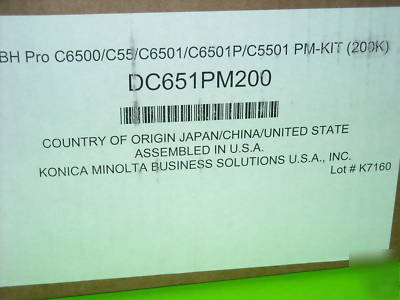 BH Pro C6500/C55/C6501/C6501P/C5501 PM-KIT (200K)
DC651PM200
COUNTRY OF ORIGIN JAPAN/CHINA/UNITED STATE
ASSEMBLED IN U.S.A.
KONICA MINOLTA BUSINESS SOLUTIONS U.S.A., INC.
Lot # K7160